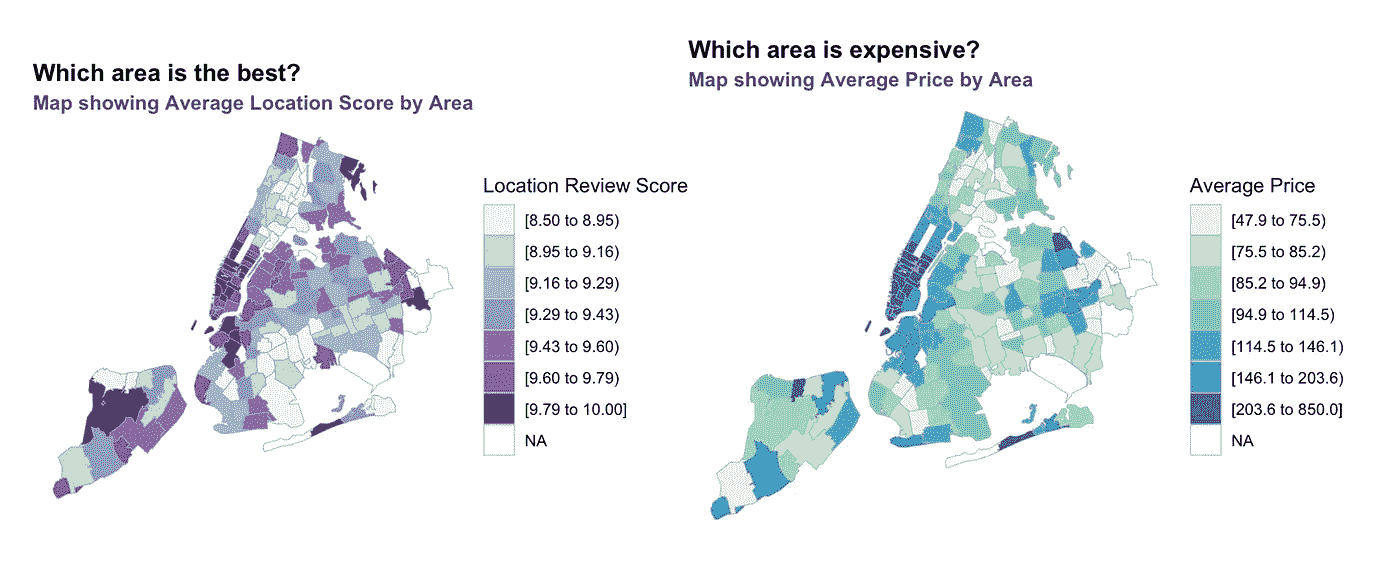 Which area is the best?
Map showing Average Location Score by Area
Location Review Score
[8.50 to 8.95)
[8.95 to 9.16)
[9.16 to 9.29)
[9.29 to 9.43)
[9.43 to 9.60)
[9.60 to 9.79)
[9.79 to 10.00]
NA
Which area is expensive?
Map showing Average Price by Area
Average Price
[47.9 to 75.5)
[75.5 to 85.2)
[85.2 to 94.9)
[94.9 to 114.5)
[114.5 to 146.1)
[146.1 to 203.6)
[203.6 to 850.0]
NA